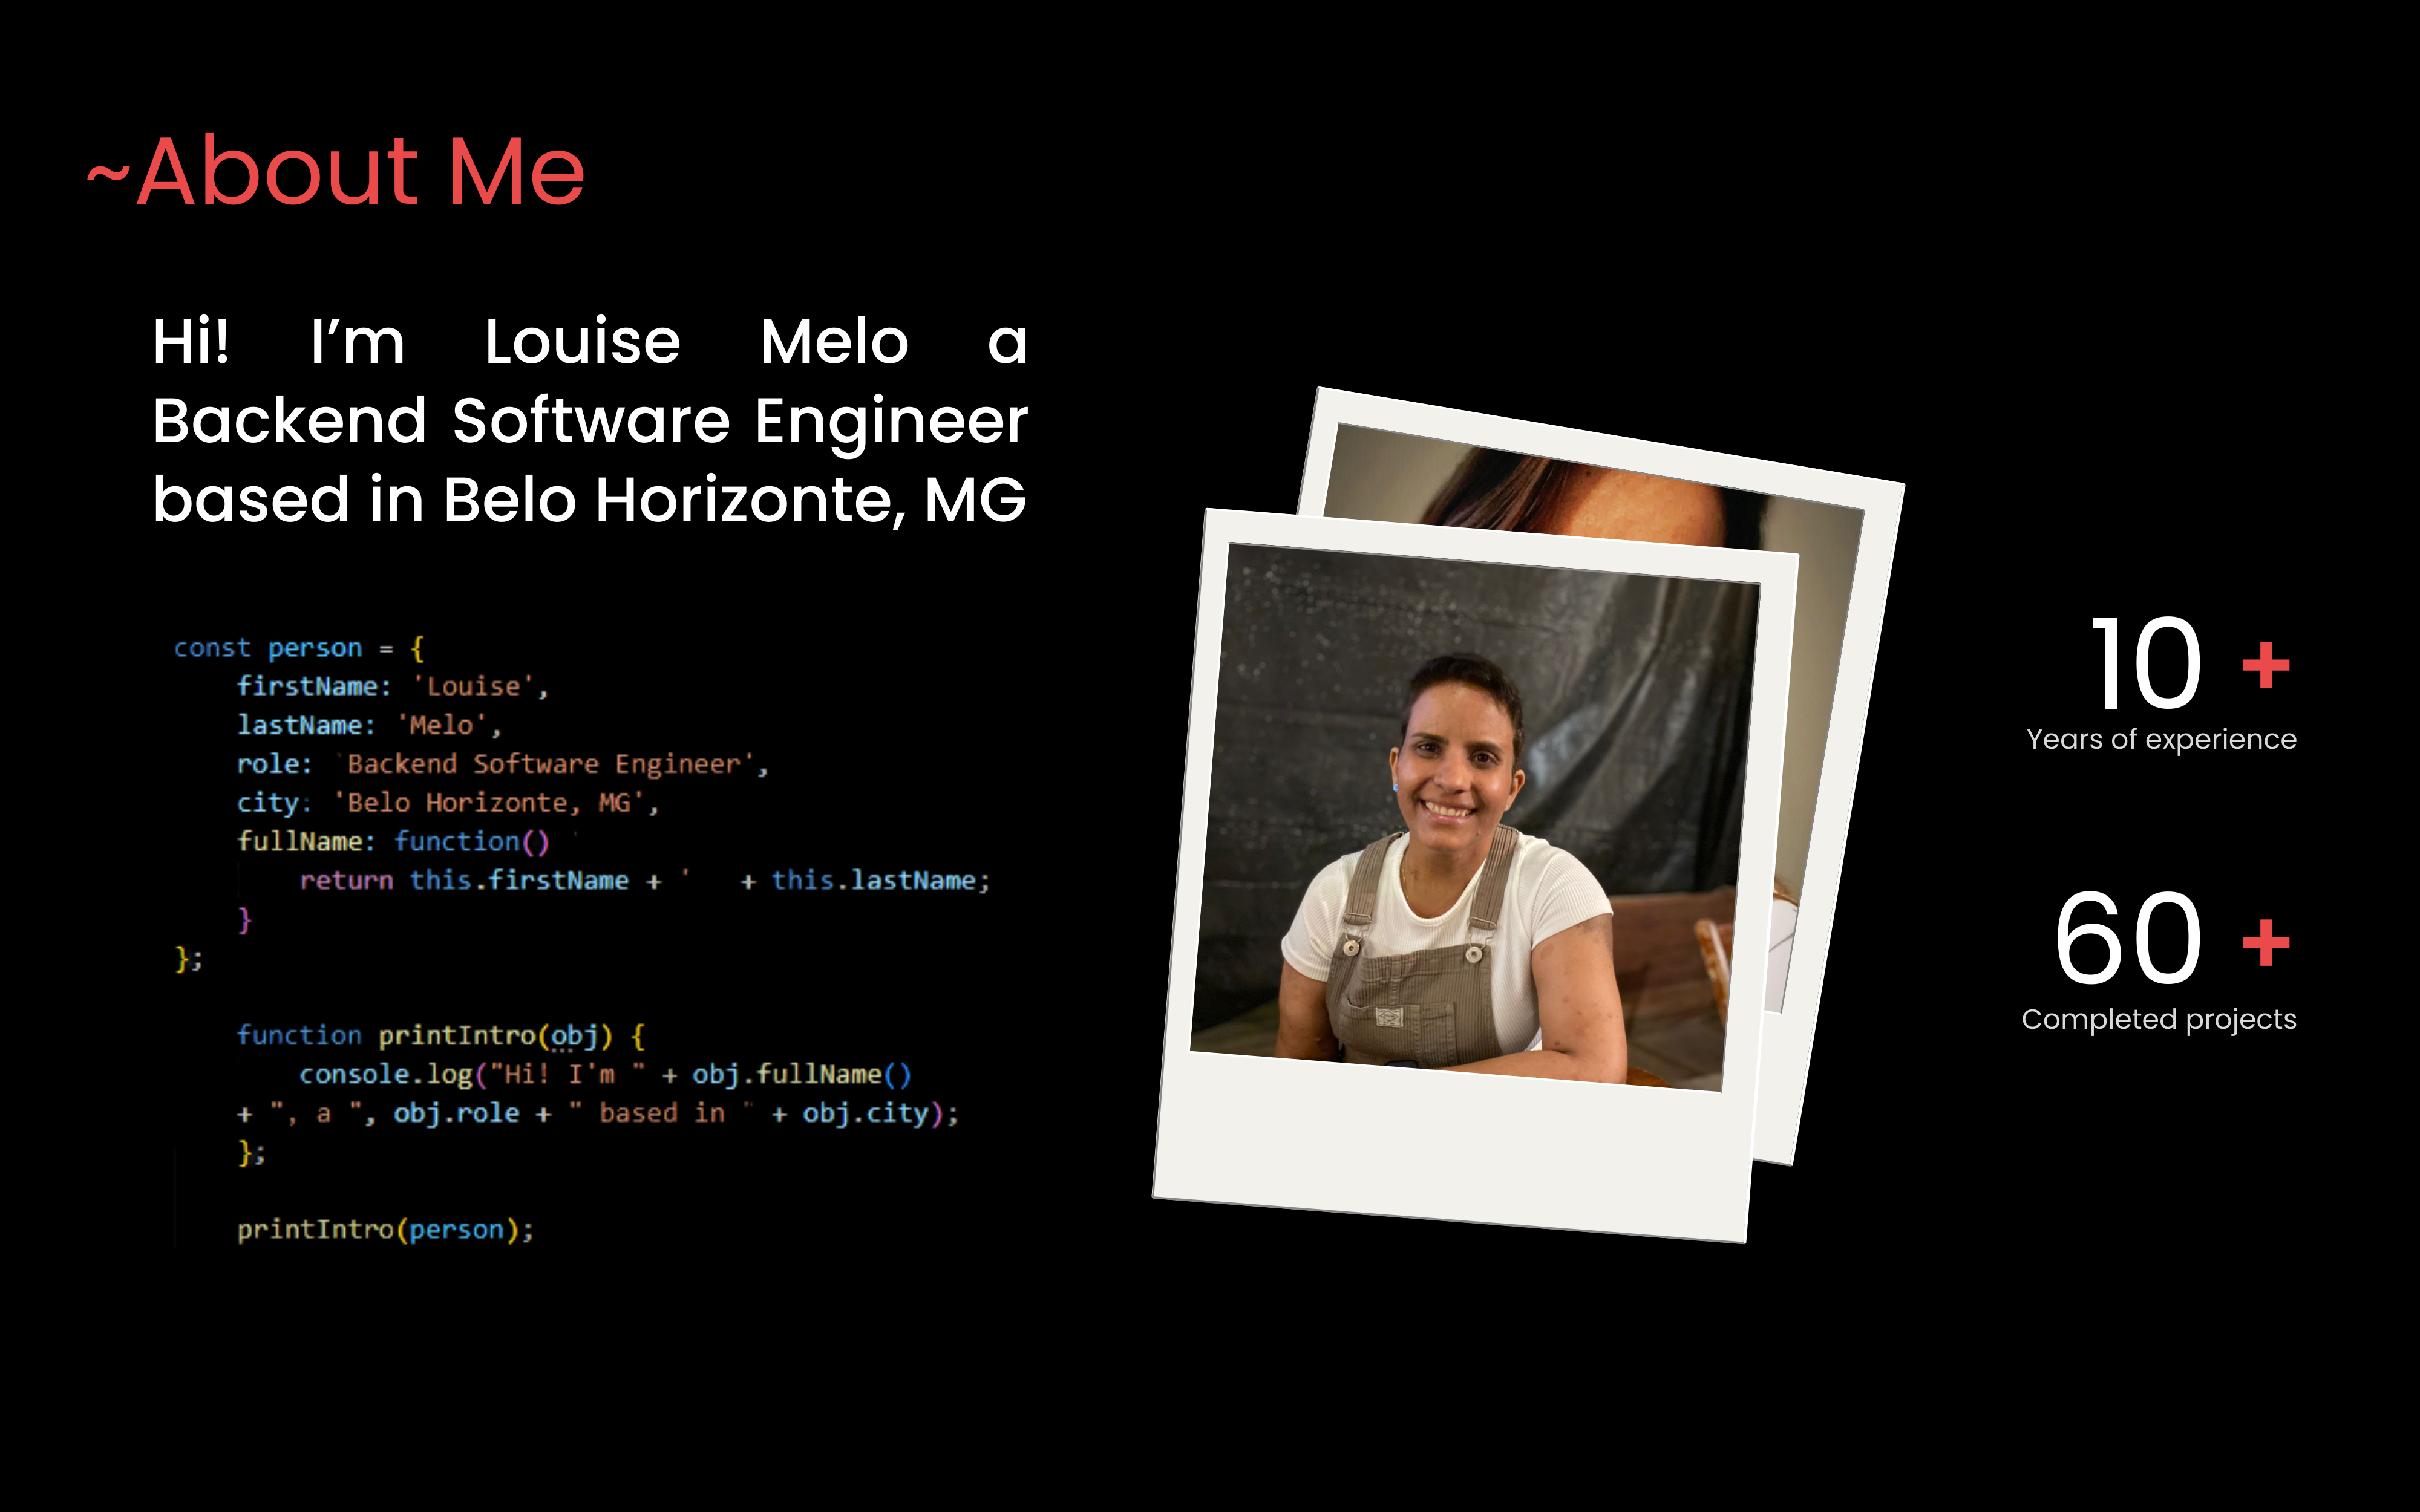 ~About Me
Hi! I’m Louise Melo a
Backend Software Engineer
based in Belo Horizonte, MG
const person = {
firstName: 'Louise',
lastName: 'Melo',
role: `Backend Software Engineer',
city: 'Belo Horizonte, MG',
fullName: function()
return this.firstName + '   + this.lastName;
}
};
function printIntro(obj) {
console.log("Hi! I'm " + obj.fullName()
+ ", a ", obj.role + " based in " + obj.city);
};
printIntro(person);
10 +
Years of experience
60 +
Completed projects